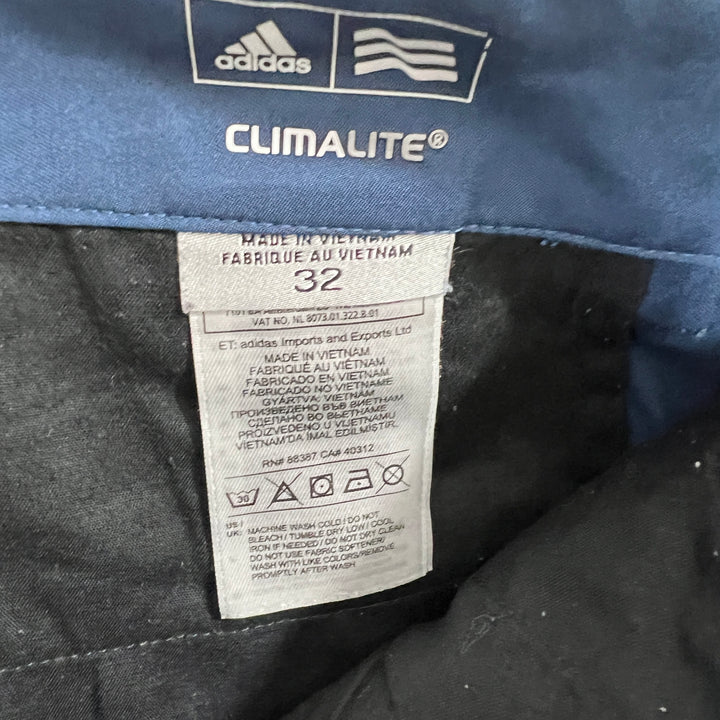 adidas
CLIMALITE®
MADE IN VIETNAM
FABRIQUE AU VIETNAM
32
VAT NO. NL 8073.01.322.B.01
ET: adidas Imports and Exports Ltd
MADE IN VIETNAM
FABRIQUÉ AU VIETNAM
FABRICADO EN VIETNAM
FABRICADO NO VIETNAME
GYÁRTVA: VIETNAM
ПРОИЗВЕДЕНО ВЪВ ВИЕТНАМ
СДЕЛАНО ВО ВЬЕТНАМЕ
PROIZVEDENO U VIJETNAMU
VIETNAM'DA IMAL EDILMIŞTIR.
RN# 88387 CA# 40312
30
US /
UK: MACHINE WASH COLD / DO NOT
BLEACH / TUMBLE DRY LOW / COOL
IRON IF NEEDED / DO NOT DRY CLEAN
DO NOT USE FABRIC SOFTENER/
WASH WITH LIKE COLORS/REMOVE
PROMPTLY AFTER WASH